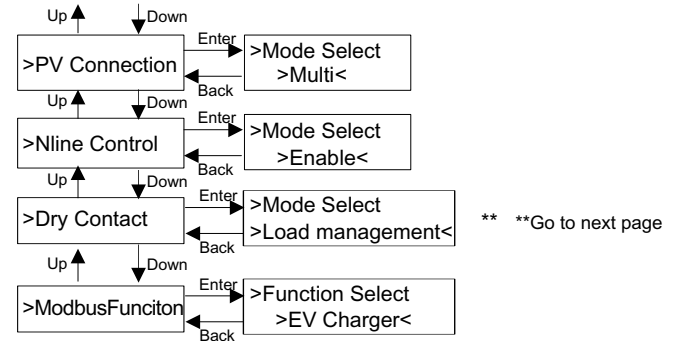 Up Down
>PV Connection
Enter
Back
>Mode Select
>Multi<
Up Down
>Nline Control
Enter
Back
>Mode Select
>Enable<
Up Down
>Dry Contact
Enter
Back
>Mode Select
>Load management<
** **Go to next page
Up Down
>ModbusFunciton
Enter
Back
>Function Select
>EV Charger<